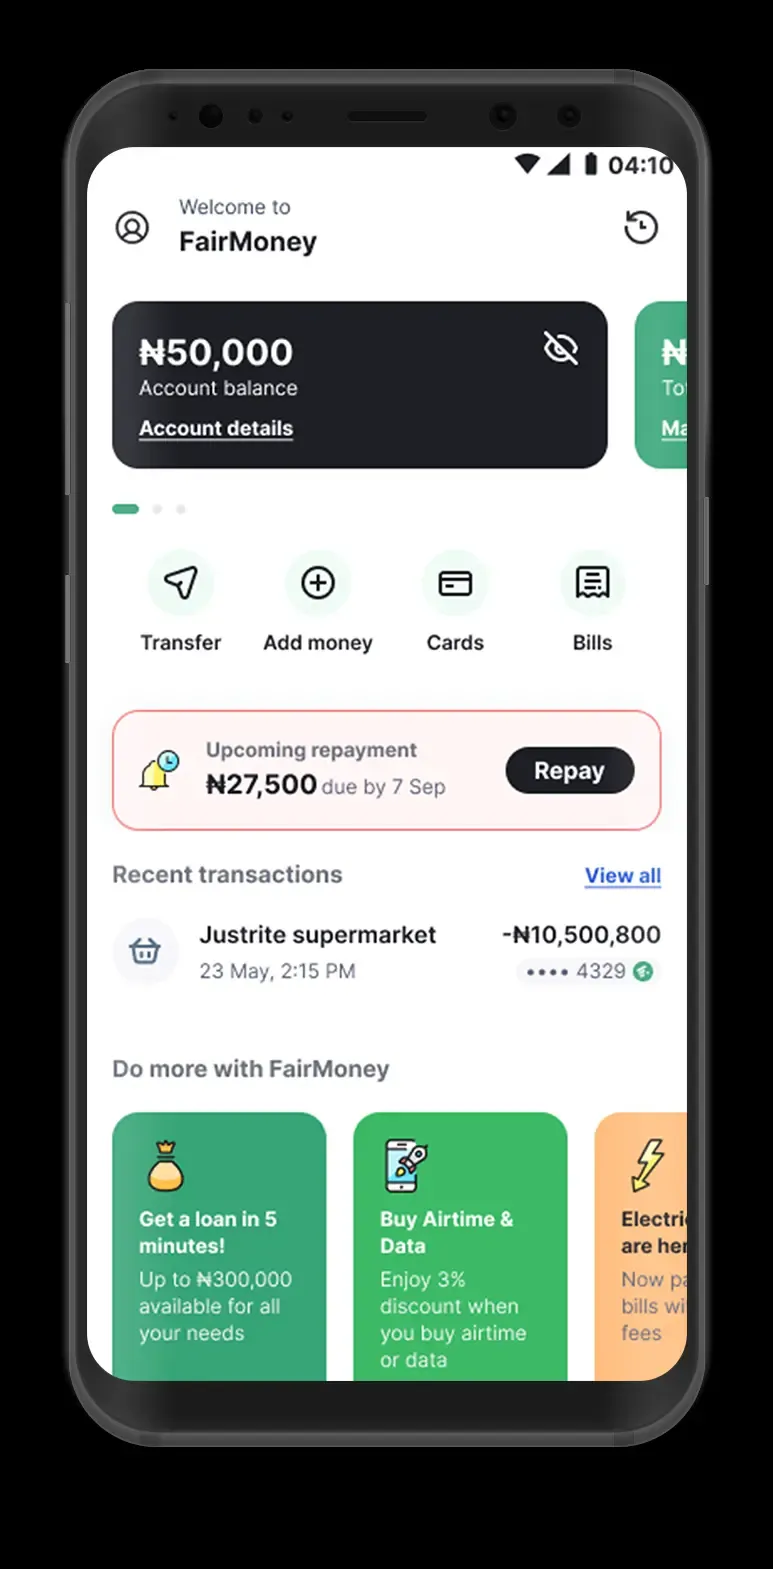 04:10
Welcome to
FairMoney
₦50,000
Account balance
Account details
₦
To
Ma
Transfer
Add money
Cards
Bills
Upcoming repayment
₦27,500 due by 7 Sep
Repay
Recent transactions
View all
Justrite supermarket
-₦10,500,800
23 May, 2:15 PM
•••• 4329
Do more with FairMoney
Get a loan in 5
minutes!
Up to ₦300,000
available for all
your needs
Buy Airtime &
Data
Enjoy 3%
discount when
you buy airtime
or data
Electri
are her
Now pa
bills wi
fees